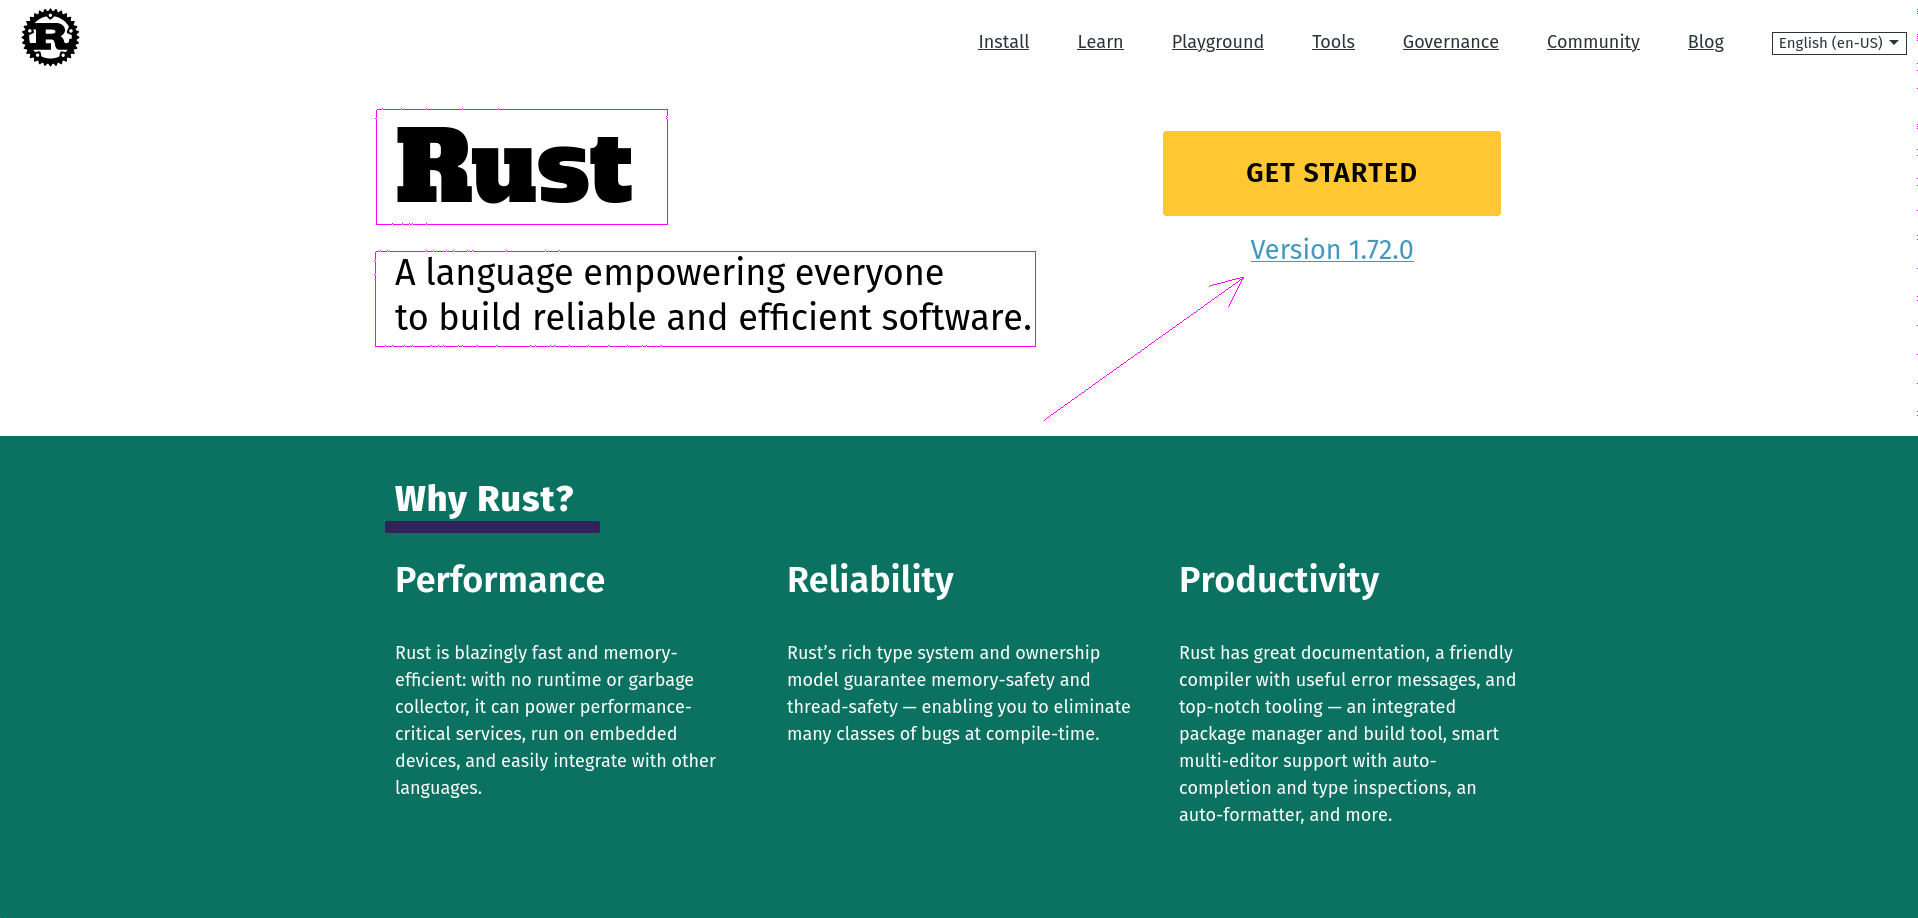 R
Install Learn Playground Tools Governance Community Blog English (en-US)
Rust
GET STARTED
Version 1.72.0
A language empowering everyone
to build reliable and efficient software.
Why Rust?
Performance
Rust is blazingly fast and memory-
efficient: with no runtime or garbage
collector, it can power performance-
critical services, run on embedded
devices, and easily integrate with other
languages.
Reliability
Rust’s rich type system and ownership
model guarantee memory-safety and
thread-safety — enabling you to eliminate
many classes of bugs at compile-time.
Productivity
Rust has great documentation, a friendly
compiler with useful error messages, and
top-notch tooling — an integrated
package manager and build tool, smart
multi-editor support with auto-
completion and type inspections, an
auto-formatter, and more.